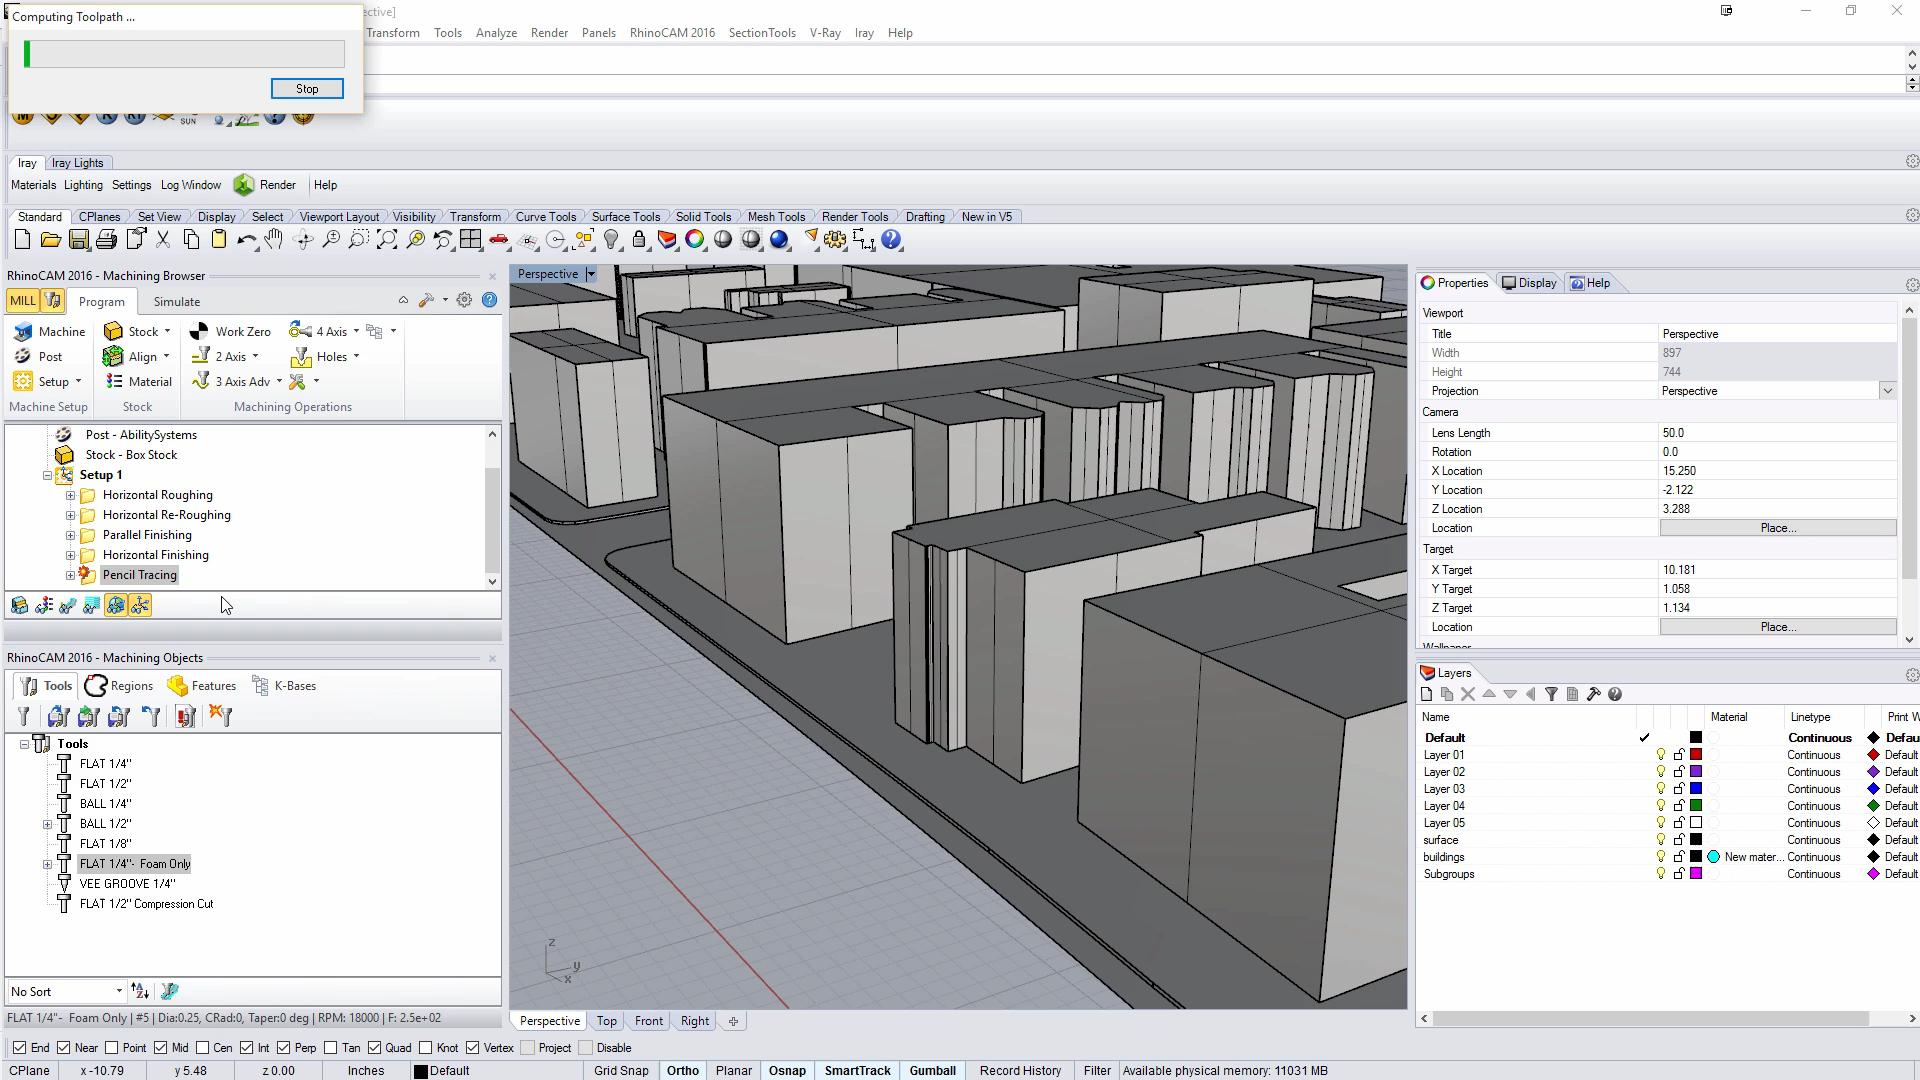 Computing Toolpath ...
pective]
Stop
Transform Tools Analyze Render Panels RhinoCAM 2016 SectionTools V-Ray Iray Help
SUN
Iray Iray Lights
Materials Lighting Settings Log Window Render Help
Standard CPlanes Set View Display Select Viewport Layout Visibility Transform Curve Tools Surface Tools Solid Tools Mesh Tools Render Tools Drafting New in V5
RhinoCAM 2016 - Machining Browser
MILL Program Simulate
Machine Stock Work Zero 4 Axis
Post Align 2 Axis Holes
Setup Material 3 Axis Adv
Machine Setup Stock Machining Operations
Post - AbilitySystems
Stock - Box Stock
Setup 1
Horizontal Roughing
Horizontal Re-Roughing
Parallel Finishing
Horizontal Finishing
Pencil Tracing
RhinoCAM 2016 - Machining Objects
Tools Regions Features K-Bases
Tools
FLAT 1/4"
FLAT 1/2"
BALL 1/4"
BALL 1/2"
FLAT 1/8"
FLAT 1/4"- Foam Only
VEE GROOVE 1/4"
FLAT 1/2" Compression Cut
No Sort
FLAT 1/4"- Foam Only | #5 | Dia:0.25, CRad:0, Taper:0 deg | RPM: 18000 | F: 2.5e+02
Perspective
z
y
x
Perspective Top Front Right
Properties Display Help
Viewport
Title Perspective
Width 897
Height 744
Projection Perspective
Camera
Lens Length 50.0
Rotation 0.0
X Location 15.250
Y Location -2.122
Z Location 3.288
Location Place...
Target
X Target 10.181
Y Target 1.058
Z Target 1.134
Location Place...
Wallpaper
Layers
Name Material Linetype Print W
Default Continuous Defau
Layer 01 Continuous Default
Layer 02 Continuous Default
Layer 03 Continuous Default
Layer 04 Continuous Default
Layer 05 Continuous Default
surface Continuous Default
buildings New mater... Continuous Default
Subgroups Continuous Default
End Near Point Mid Cen Int Perp Tan Quad Knot Vertex Project Disable
CPlane x -10.79 y 5.48 z 0.00 Inches Default Grid Snap Ortho Planar Osnap SmartTrack Gumball Record History Filter Available physical memory: 11031 MB